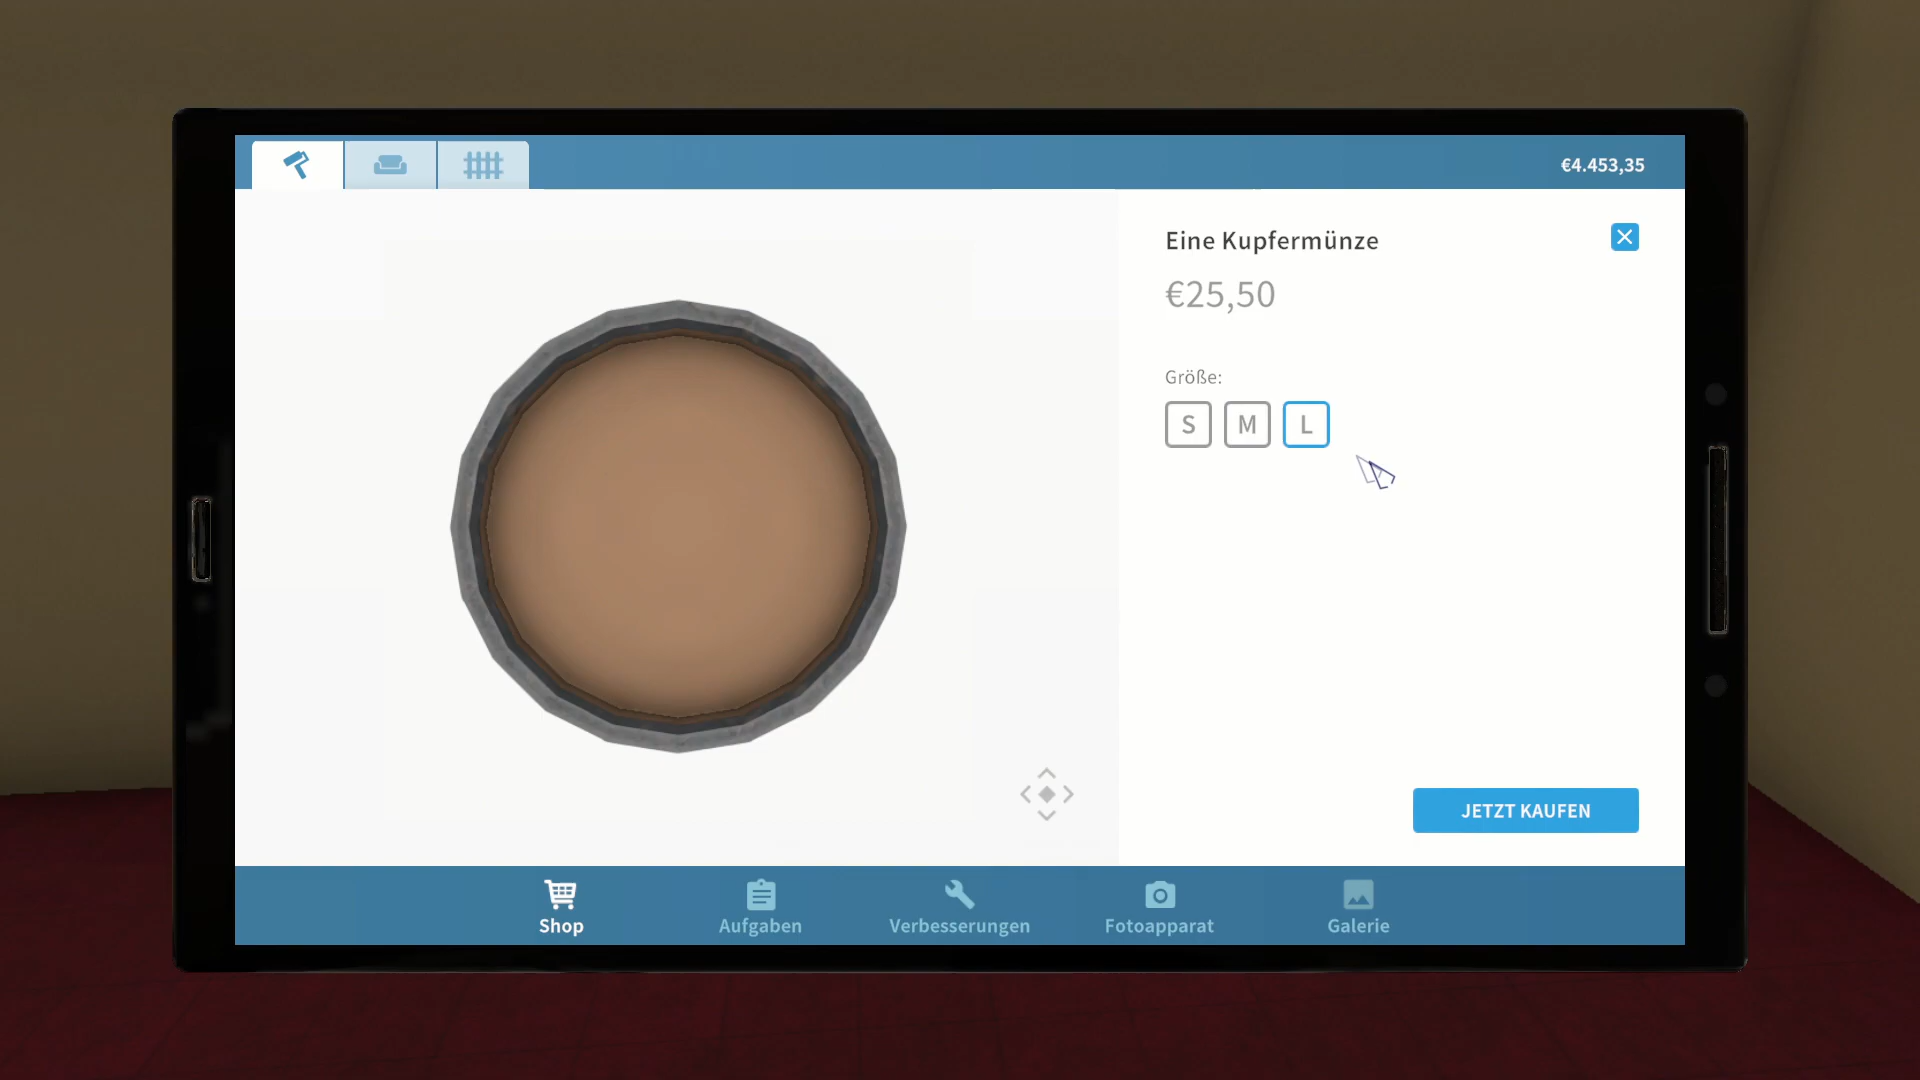 €4.453,35
Eine Kupfermünze
€25,50
Größe:
S M L
JETZT KAUFEN
Shop Aufgaben Verbesserungen Fotoapparat Galerie